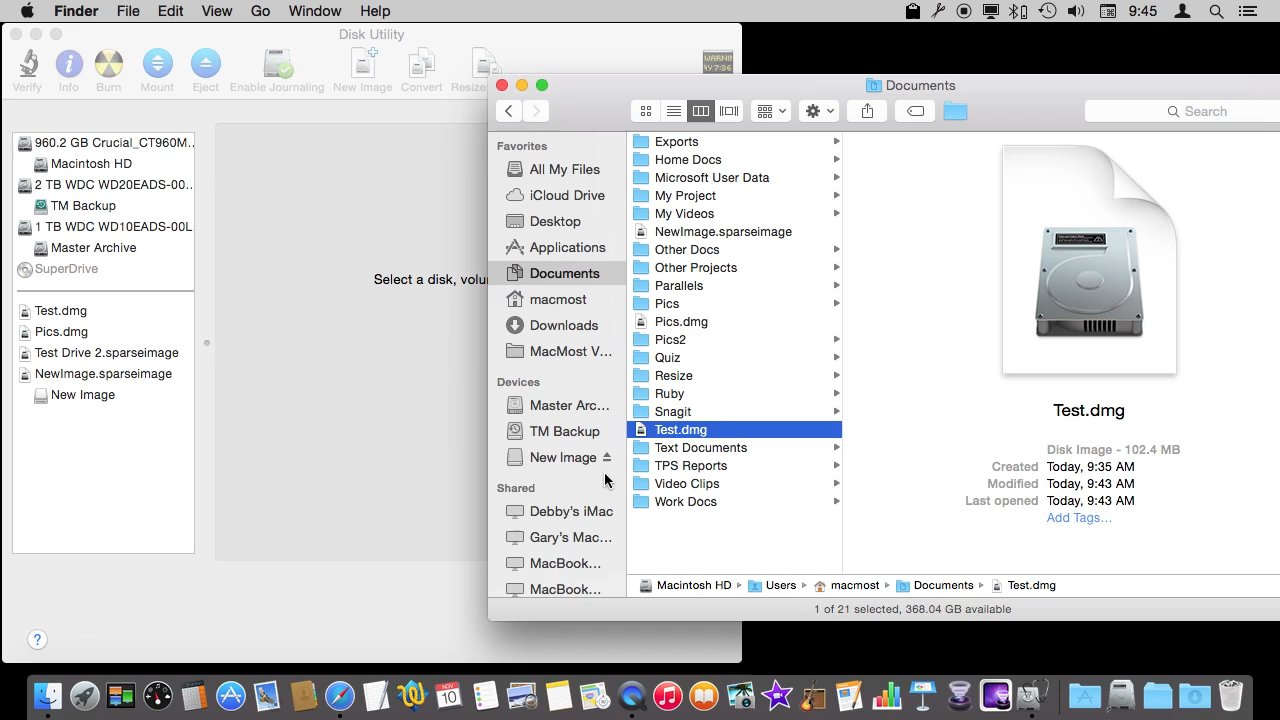 Finder File Edit View Go Window Help 9:45
Disk Utility
Verify Info Burn Mount Eject Enable Journaling New Image Convert Resize
WARNIN
AY 7:36
960.2 GB Crucial_CT960M...
Macintosh HD
2 TB WDC WD20EADS-00...
TM Backup
1 TB WDC WD10EADS-00L
Master Archive
SuperDrive
Test.dmg
Pics.dmg
Test Drive 2.sparseimage
NewImage.sparseimage
New Image
Select a disk, volu
?
Documents
Search
Favorites
All My Files
iCloud Drive
Desktop
Applications
Documents
macmost
Downloads
MacMost V...
Devices
Master Arc...
TM Backup
New Image
Shared
Debby's iMac
Gary's Mac...
MacBook...
MacBook...
Exports
Home Docs
Microsoft User Data
My Project
My Videos
NewImage.sparseimage
Other Docs
Other Projects
Parallels
Pics
Pics.dmg
Pics2
Quiz
Resize
Ruby
Snagit
Test.dmg
Text Documents
TPS Reports
Video Clips
Work Docs
Test.dmg
Disk Image - 102.4 MB
Created Today, 9:35 AM
Modified Today, 9:43 AM
Last opened Today, 9:43 AM
Add Tags...
Macintosh HD Users macmost Documents Test.dmg
1 of 21 selected, 368.04 GB available
NOV
10